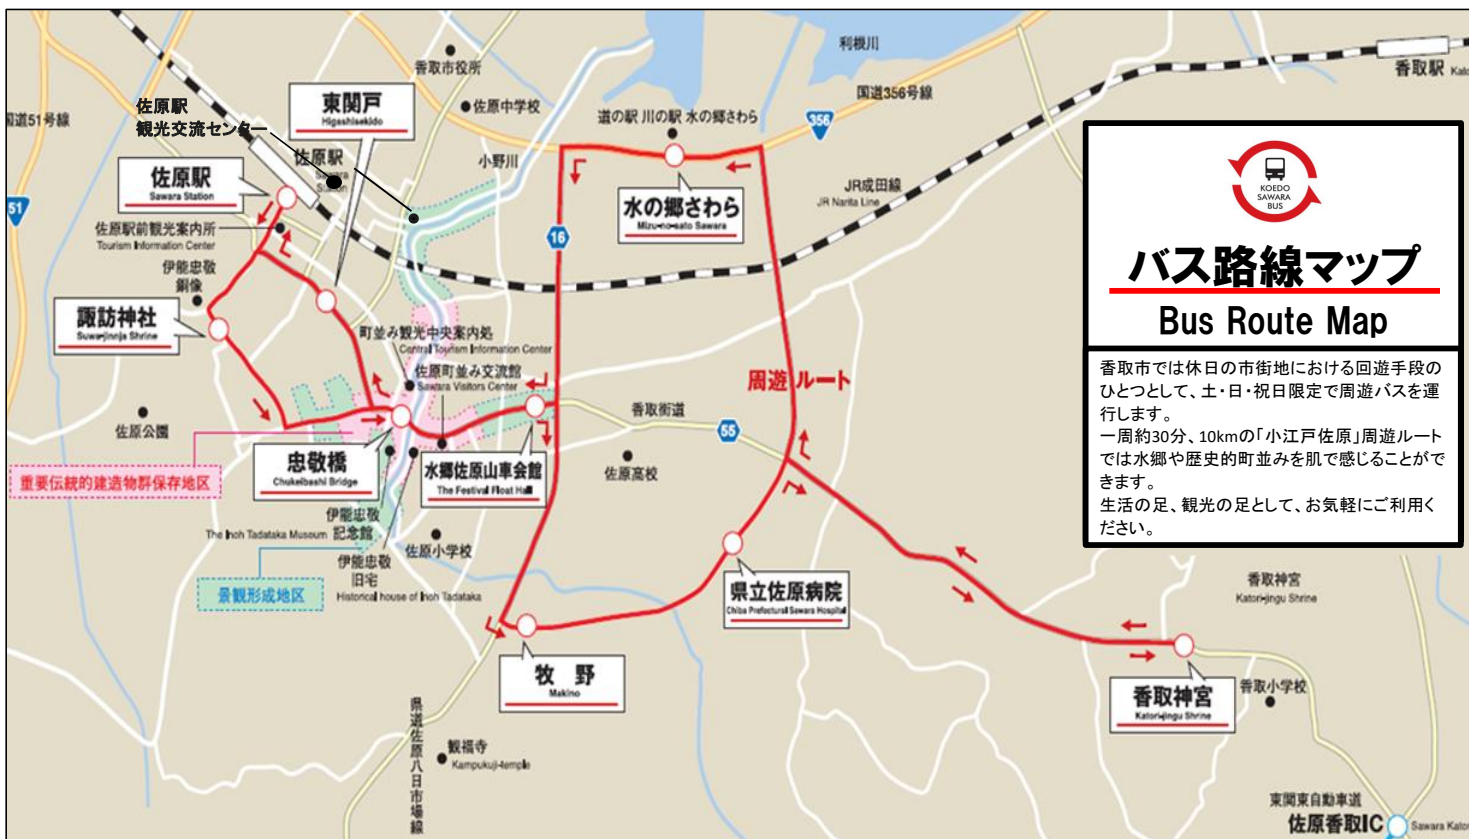 利根川
香取駅
香取市役所
国道356号線
佐原駅
観光交流センター
東関戸
Higashisekido
佐原中学校
道の駅 川の駅 水の郷さわら
356
国道51号線
小野川
佐原駅
Sawara
Station
佐原駅
Sawara Station
51
水の郷さわら
Mizu-no-sato Sawara
JR成田線
JR Narita Line
KOEDO
SAWARA
BUS
バス路線マップ
Bus Route Map
香取市では休日の市街地における回遊手段の
ひとつとして、土・日・祝日限定で周遊バスを運
行します。
一周約30分、10kmの「小江戸佐原」周遊ルート
では水郷や歴史的町並みを肌で感じることがで
きます。
生活の足、観光の足として、お気軽にご利用く
ださい。
佐原駅前観光案内所
Tourism Information Center
16
伊能忠敬
銅像
諏訪神社
Suwa-jinnja Shrine
町並み観光中央案内処
Central Tourism Information Center
佐原町並み交流館
Sawara Visitors Center
周遊 ルート
香取街道
55
佐原公園
佐原高校
忠敬橋
Chukeibashi Bridge
水郷佐原山車会館
The Festival Float Hall
重要伝統的建造物群保存地区
The Inoh Tadataka Museum
伊能忠敬
記念館
佐原小学校
伊能忠敬
旧宅
Historical house of Inoh Tadataka
景観形成地区
県立佐原病院
Chiba Prefectural Sawara Hospital
香取神宮
Katori-jingu Shrine
牧 野
Makino
香取神宮
Katori-jingu Shrine
香取小学校
県道佐原八日市場線
観福寺
Kampukuji-temple
東関東自動車道
佐原香取IC